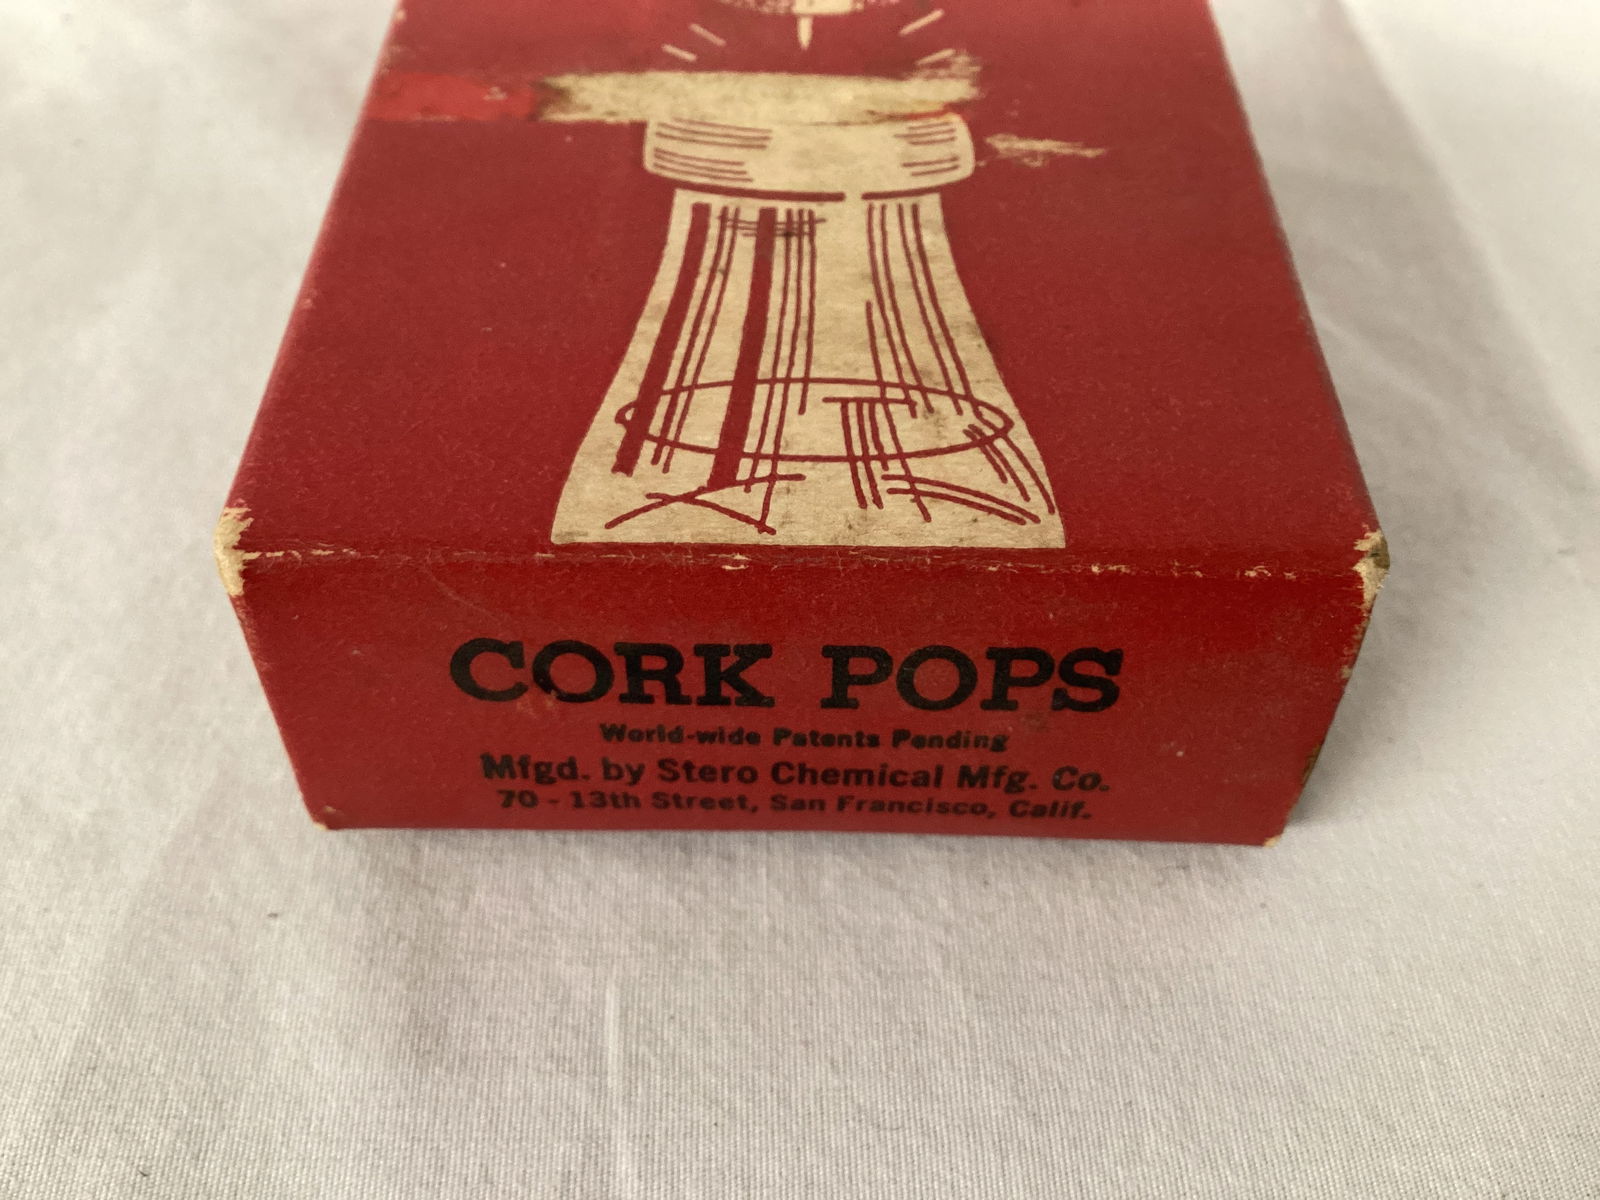 CORK POPS
World-wide Patents Pending
Mfgd. by Stero Chemical Mfg. Co.
70 - 13th Street, San Francisco, Calif.